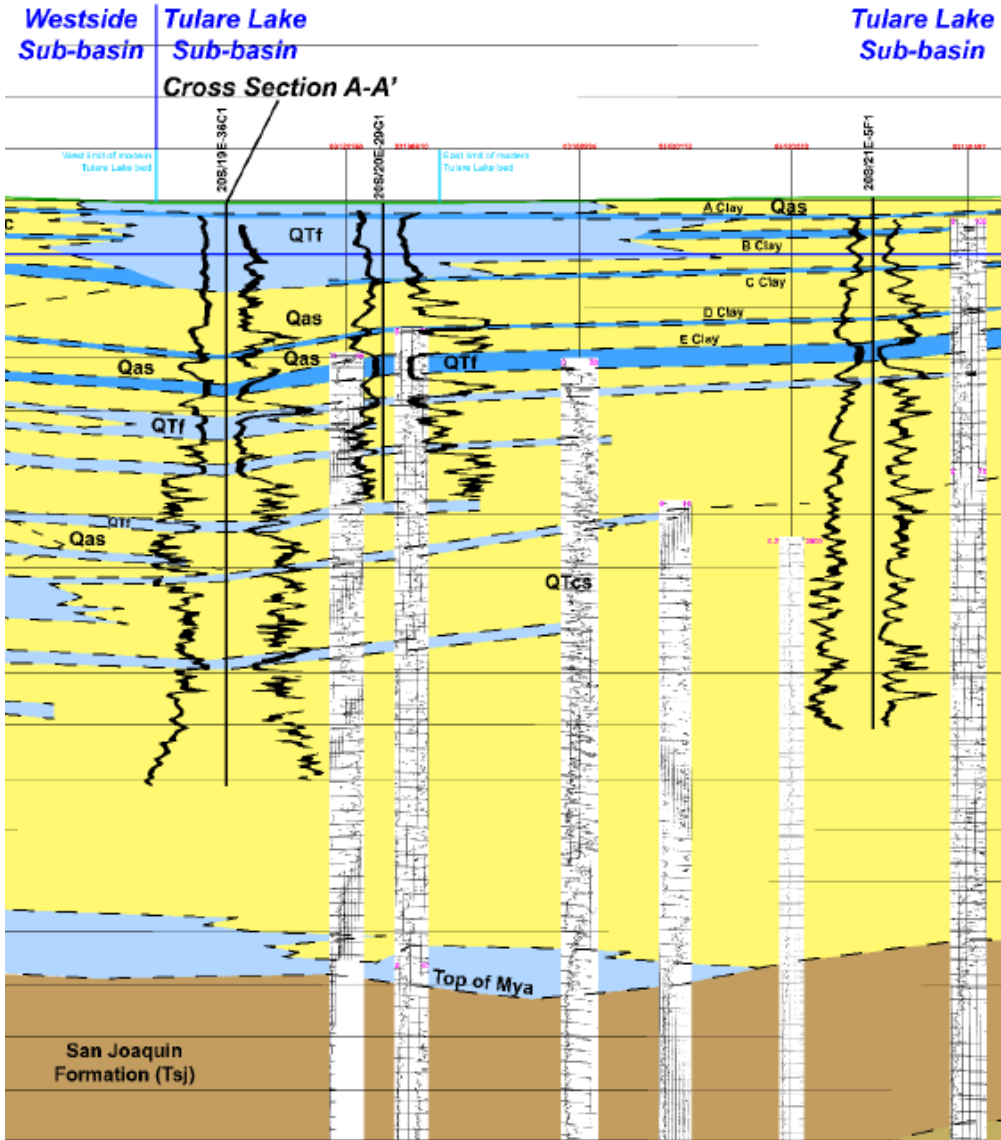 Westside
Sub-basin
Tulare Lake
Sub-basin
Tulare Lake
Sub-basin
Cross Section A-A'
20S/19E-36C1
20S/20E-29G1
20S/21E-5F1
West limit of modern
Tulare Lake bed
East limit of modern
Tulare Lake bed
A Clay
Qas
C
QTf
B Clay
C Clay
Qas
D Clay
E Clay
Qas
Qas
QTf
QTf
QTf
Qas
QTcs
Top of Mya
San Joaquin
Formation (Tsj)